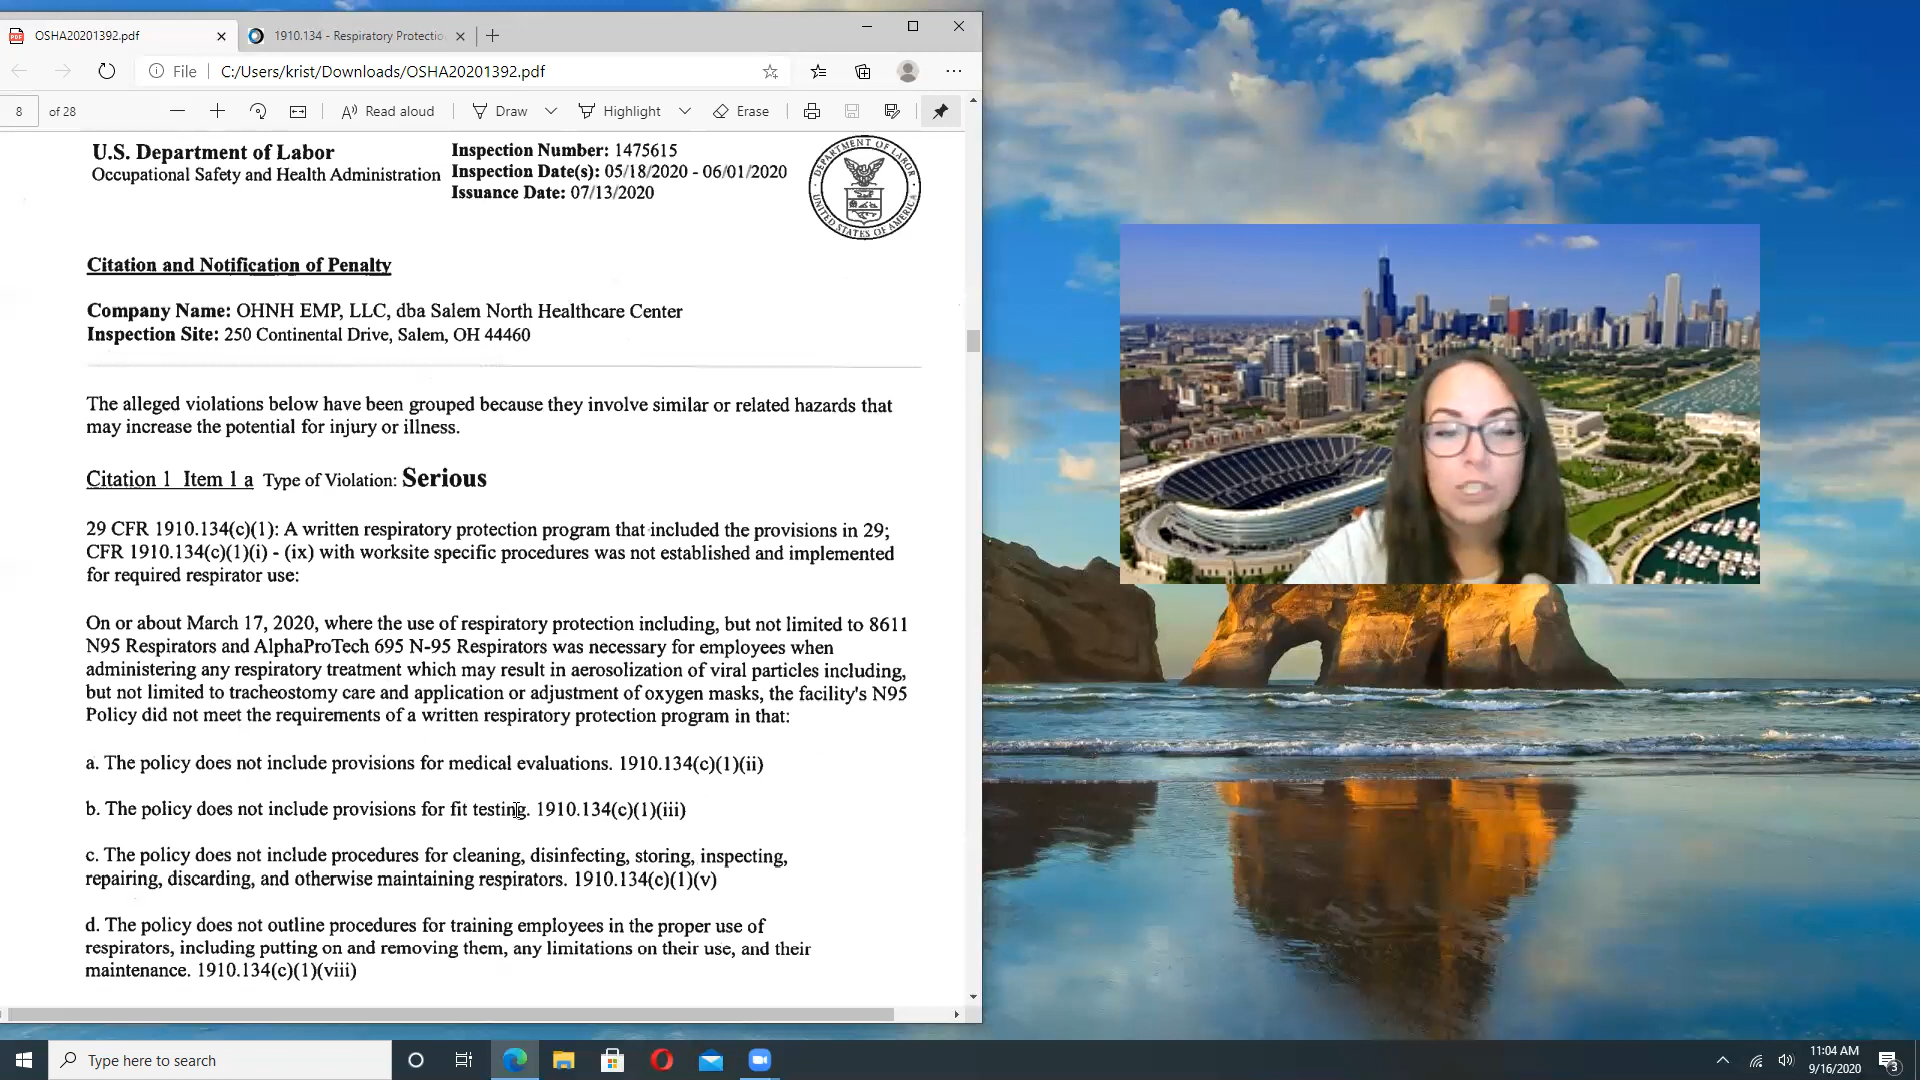 OSHA20201392.pdf
1910.134 - Respiratory Protectio
File
C:/Users/krist/Downloads/OSHA20201392.pdf
8 of 28
Read aloud
Draw
Highlight
Erase
U.S. Department of Labor
Occupational Safety and Health Administration
Inspection Number: 1475615
Inspection Date(s): 05/18/2020 - 06/01/2020
Issuance Date: 07/13/2020
DEPARTMENT OF LABOR
UNITED STATES OF AMERICA
Citation and Notification of Penalty
Company Name: OHNH EMP, LLC, dba Salem North Healthcare Center
Inspection Site: 250 Continental Drive, Salem, OH 44460
The alleged violations below have been grouped because they involve similar or related hazards that
may increase the potential for injury or illness.
Citation 1 Item 1 a Type of Violation: Serious
29 CFR 1910.134(c)(1): A written respiratory protection program that included the provisions in 29;
CFR 1910.134(c)(1)(i) - (ix) with worksite specific procedures was not established and implemented
for required respirator use:
On or about March 17, 2020, where the use of respiratory protection including, but not limited to 8611
N95 Respirators and AlphaProTech 695 N-95 Respirators was necessary for employees when
administering any respiratory treatment which may result in aerosolization of viral particles including,
but not limited to tracheostomy care and application or adjustment of oxygen masks, the facility's N95
Policy did not meet the requirements of a written respiratory protection program in that:
a. The policy does not include provisions for medical evaluations. 1910.134(c)(1)(ii)
b. The policy does not include provisions for fit testing. 1910.134(c)(1)(iii)
c. The policy does not include procedures for cleaning, disinfecting, storing, inspecting,
repairing, discarding, and otherwise maintaining respirators. 1910.134(c)(1)(v)
d. The policy does not outline procedures for training employees in the proper use of
respirators, including putting on and removing them, any limitations on their use, and their
maintenance. 1910.134(c)(1)(viii)
Type here to search
11:04 AM
9/16/2020
3